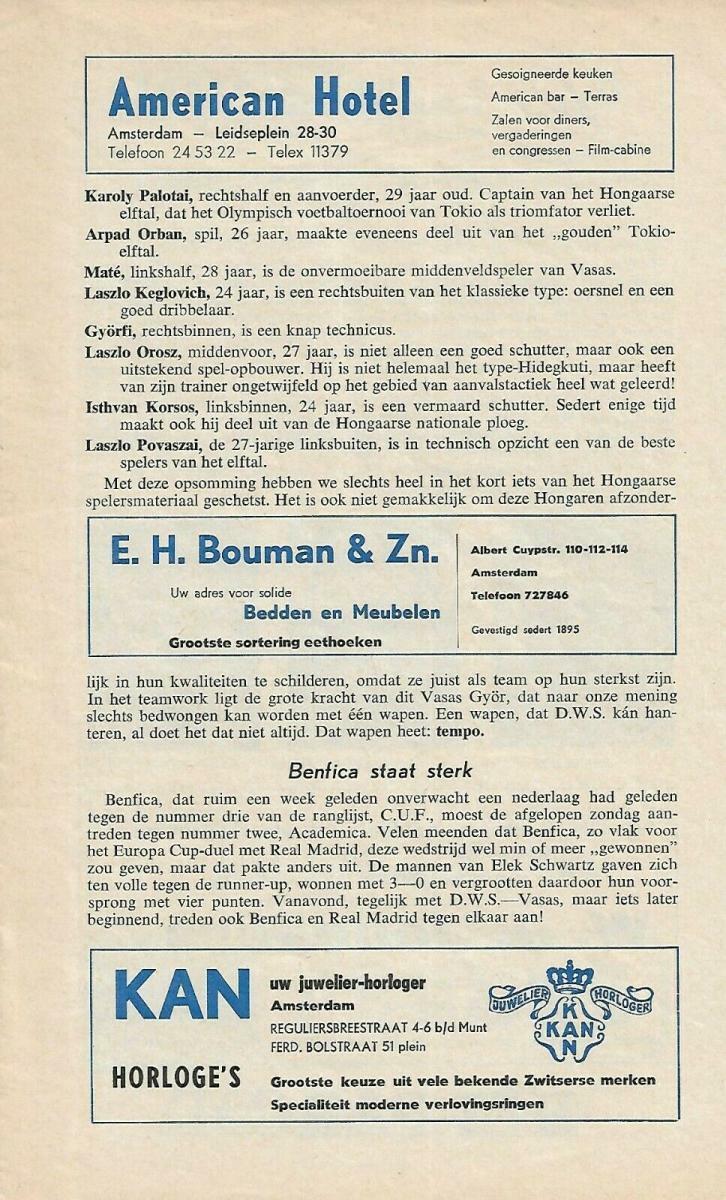 American Hotel
Amsterdam — Leidseplein 28-30
Telefoon 24 53 22 — Telex 11379
Gesoigneerde keuken
American bar — Terras
Zalen voor diners,
vergaderingen
en congressen — Film-cabine
Karoly Palotai, rechtshalf en aanvoerder, 29 jaar oud. Captain van het Hongaarse
elftal, dat het Olympisch voetbaltoernooi van Tokio als triomfator verliet.
Arpad Orban, spil, 26 jaar, maakte eveneens deel uit van het „gouden” Tokio-
elftal.
Maté, linkshalf, 28 jaar, is de onvermoeibare middenveldspeler van Vasas.
Laszlo Keglovich, 24 jaar, is een rechtsbuiten van het klassieke type: oersnel en een
goed dribbelaar.
Györfi, rechtsbinnen, is een knap technicus.
Laszlo Orosz, middenvoor, 27 jaar, is niet alleen een goed schutter, maar ook een
uitstekend spel-opbouwer. Hij is niet helemaal het type-Hidegkuti, maar heeft
van zijn trainer ongetwijfeld op het gebied van aanvalstactiek heel wat geleerd!
Isthvan Korsos, linksbinnen, 24 jaar, is een vermaard schutter. Sedert enige tijd
maakt ook hij deel uit van de Hongaarse nationale ploeg.
Laszlo Povaszai, de 27-jarige linksbuiten, is in technisch opzicht een van de beste
spelers van het elftal.
Met deze opsomming hebben we slechts heel in het kort iets van het Hongaarse
spelersmateriaal geschetst. Het is ook niet gemakkelijk om deze Hongaren afzonder-
E. H. Bouman & Zn.
Uw adres voor solide
Bedden en Meubelen
Grootste sortering eethoeken
Albert Cuypstr. 110-112-114
Amsterdam
Telefoon 727846
Gevestigd sedert 1895
lijk in hun kwaliteiten te schilderen, omdat ze juist als team op hun sterkst zijn.
In het teamwork ligt de grote kracht van dit Vasas Györ, dat naar onze mening
slechts bedwongen kan worden met één wapen. Een wapen, dat D.W.S. kán han-
teren, al doet het dat niet altijd. Dat wapen heet: tempo.
Benfica staat sterk
Benfica, dat ruim een week geleden onverwacht een nederlaag had geleden
tegen de nummer drie van de ranglijst, C.U.F., moest de afgelopen zondag aan-
treden tegen nummer twee, Academica. Velen meenden dat Benfica, zo vlak voor
het Europa Cup-duel met Real Madrid, deze wedstrijd wel min of meer „gewonnen”
zou geven, maar dat pakte anders uit. De mannen van Elek Schwartz gaven zich
ten volle tegen de runner-up, wonnen met 3—0 en vergrootten daardoor hun voor-
sprong met vier punten. Vanavond, tegelijk met D.W.S.—Vasas, maar iets later
beginnend, treden ook Benfica en Real Madrid tegen elkaar aan!
KAN
HORLOGE'S
uw juwelier-horloger
Amsterdam
REGULIERSBREESTRAAT 4-6 b/d Munt
FERD. BOLSTRAAT 51 plein
Grootste keuze uit vele bekende Zwitserse merken
Specialiteit moderne verlovingsringen
JUWELIER HORLOGER
K
KAN
N